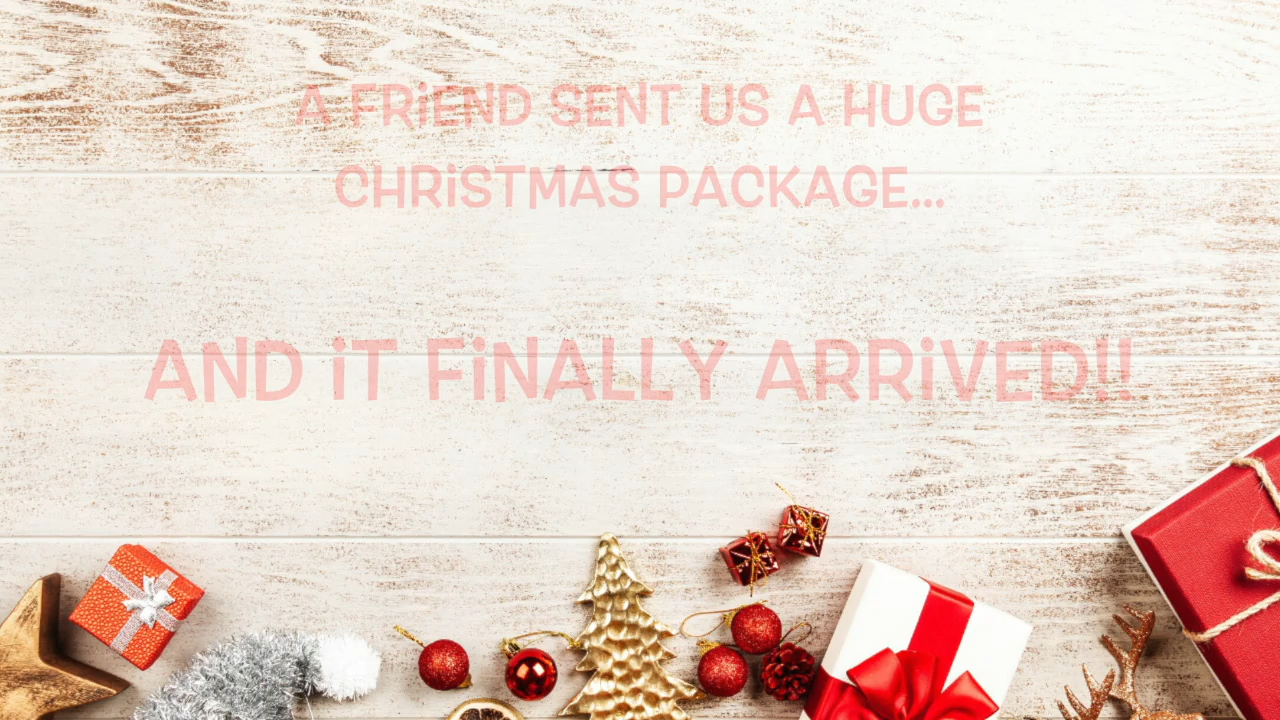 A FRiEND SENT US A HUGE
CHRiSTMAS PACKAGE...
AND iT FiNALLY ARRiVED!!